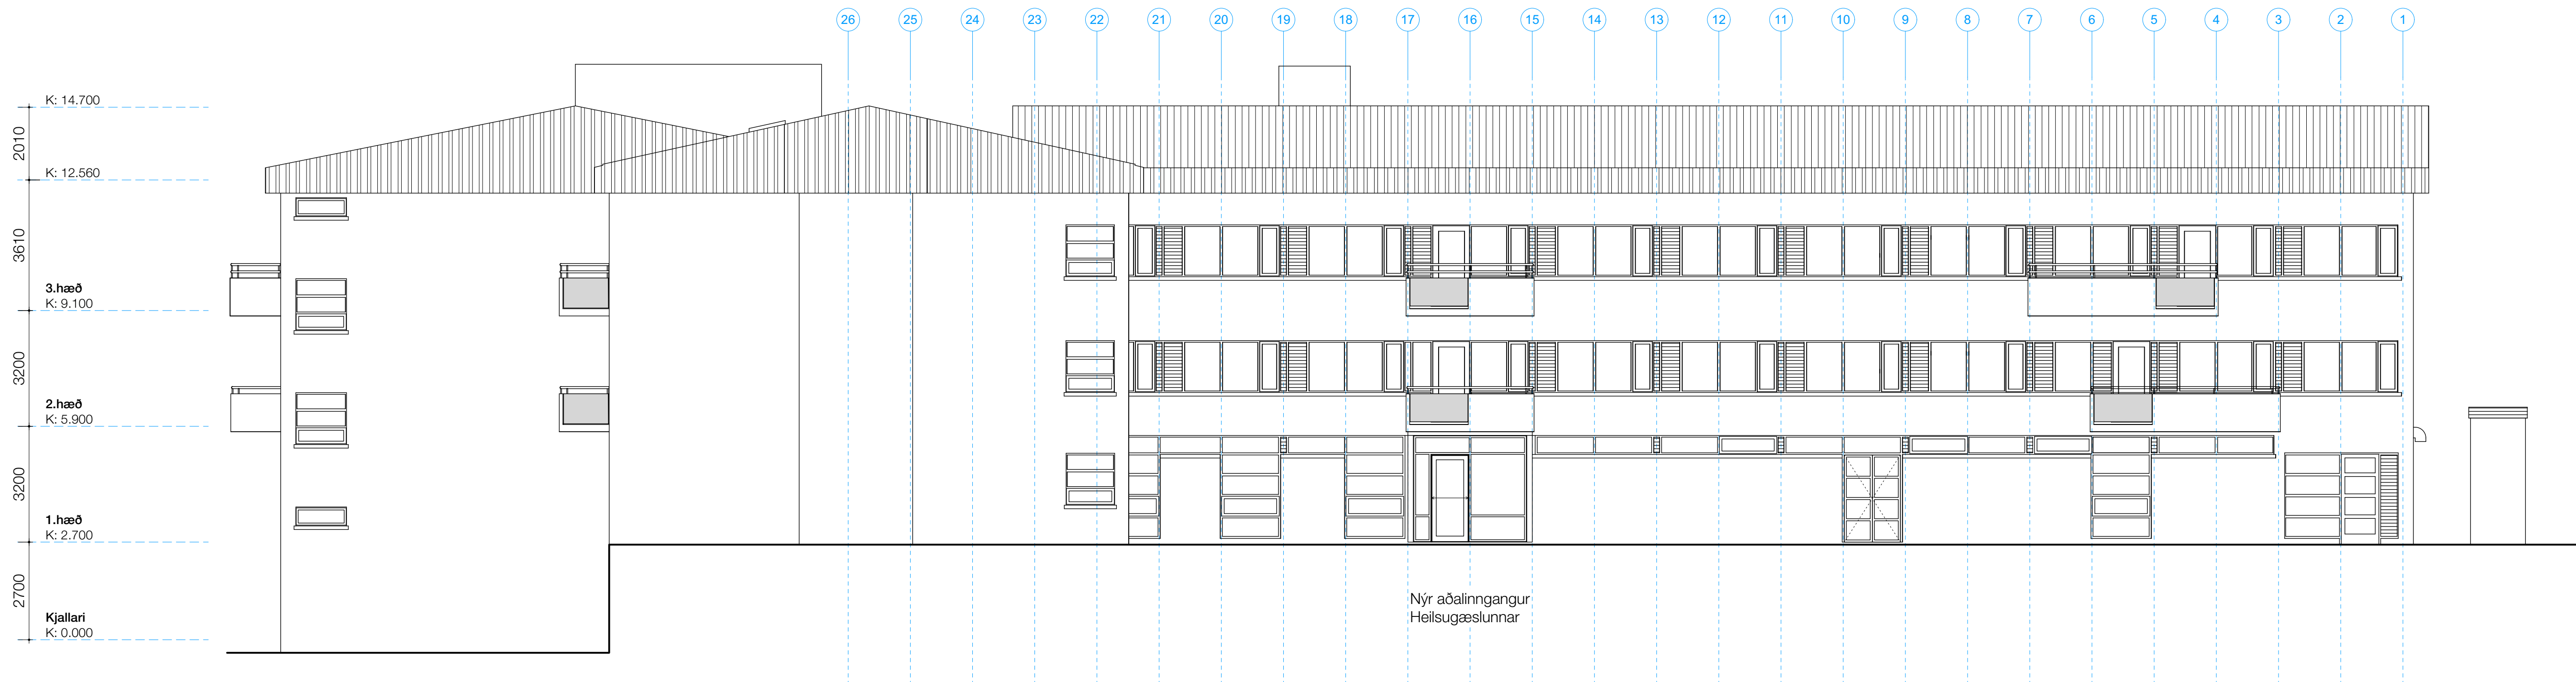 26 25 24 23 22 21 20 19 18 17 16 15 14 13 12 11 10 9 8 7 6 5 4 3 2 1
K: 14.700
2010
K: 12.560
3610
3.hæð
K: 9.100
3200
2.hæð
K: 5.900
3200
1.hæð
K: 2.700
2700
Kjallari
K: 0.000
Nýr aðalinngangur
Heilsugæslunnar